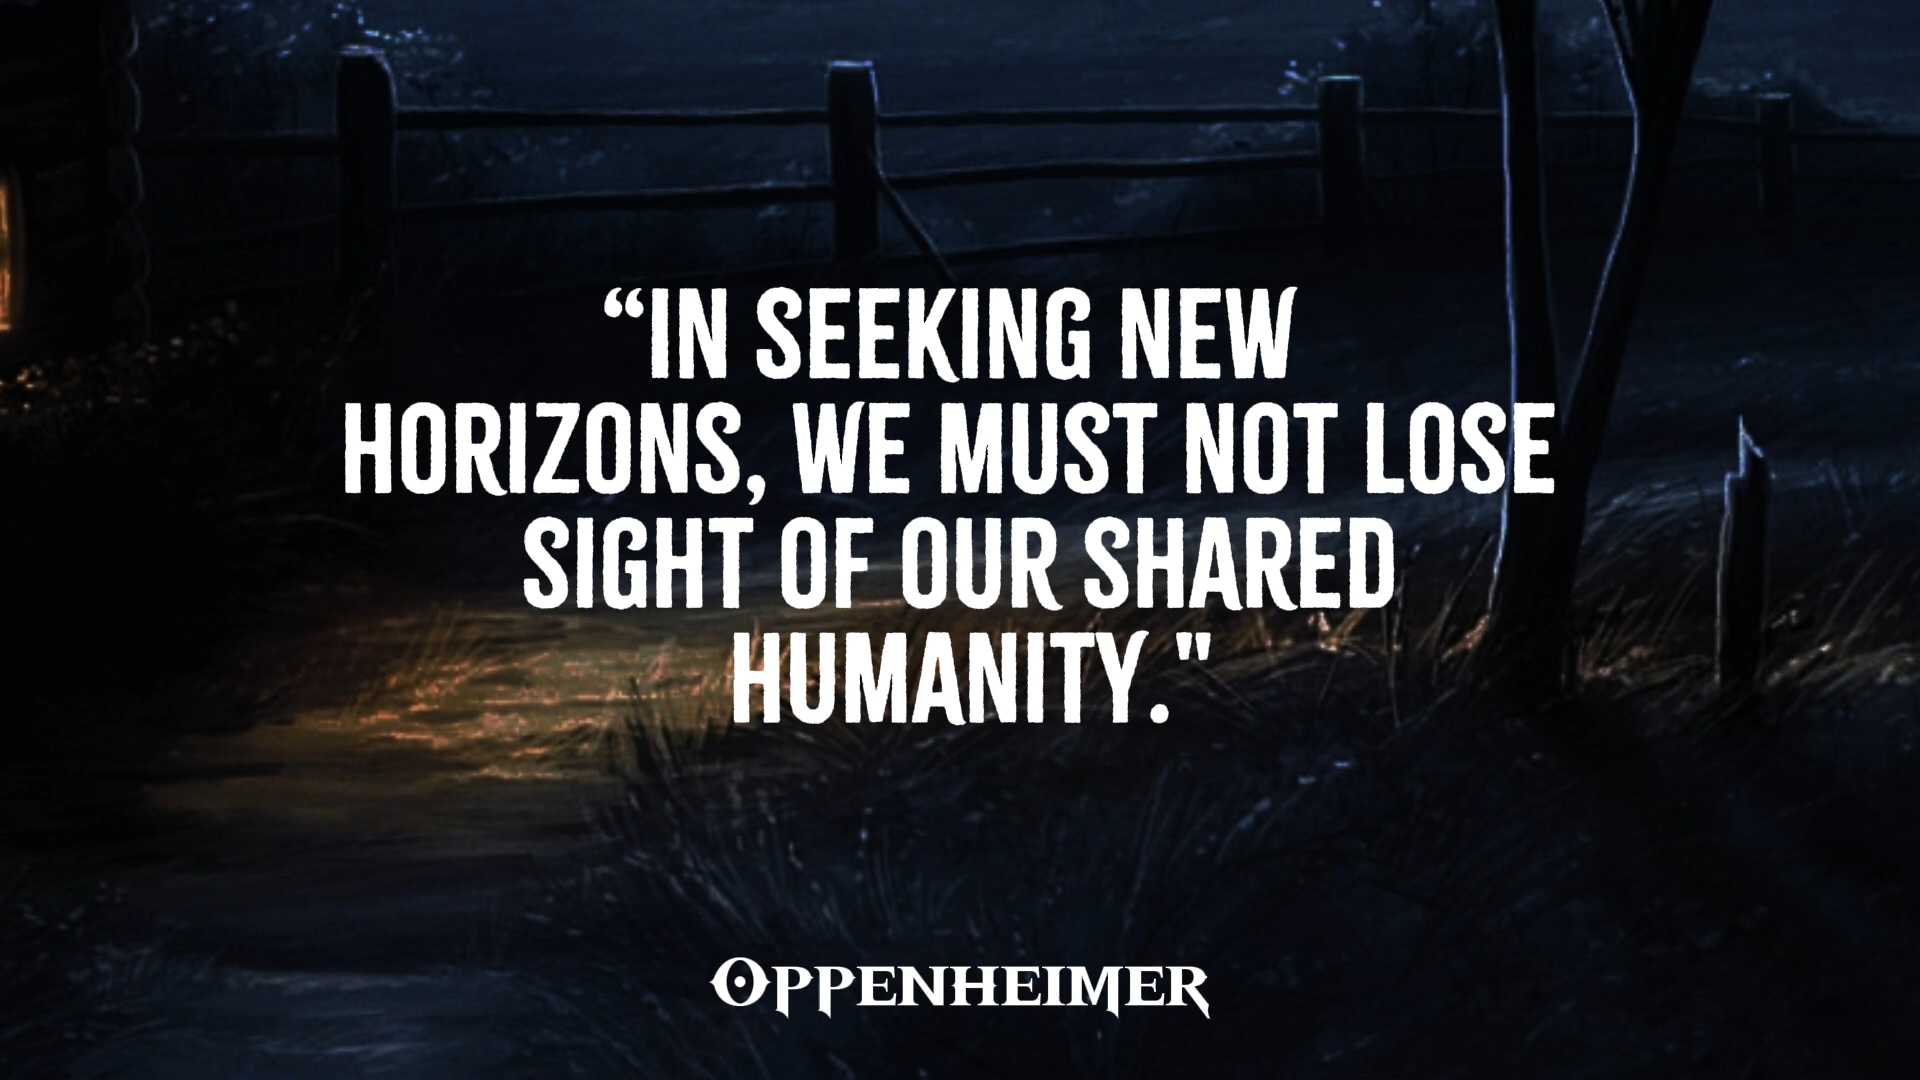 “IN SEEKING NEW
HORIZONS, WE MUST NOT LOSE
SIGHT OF OUR SHARED
HUMANITY."
OPPENHEIMER